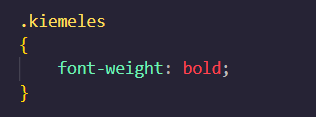 .kiemeles
{
    font-weight: bold;
}